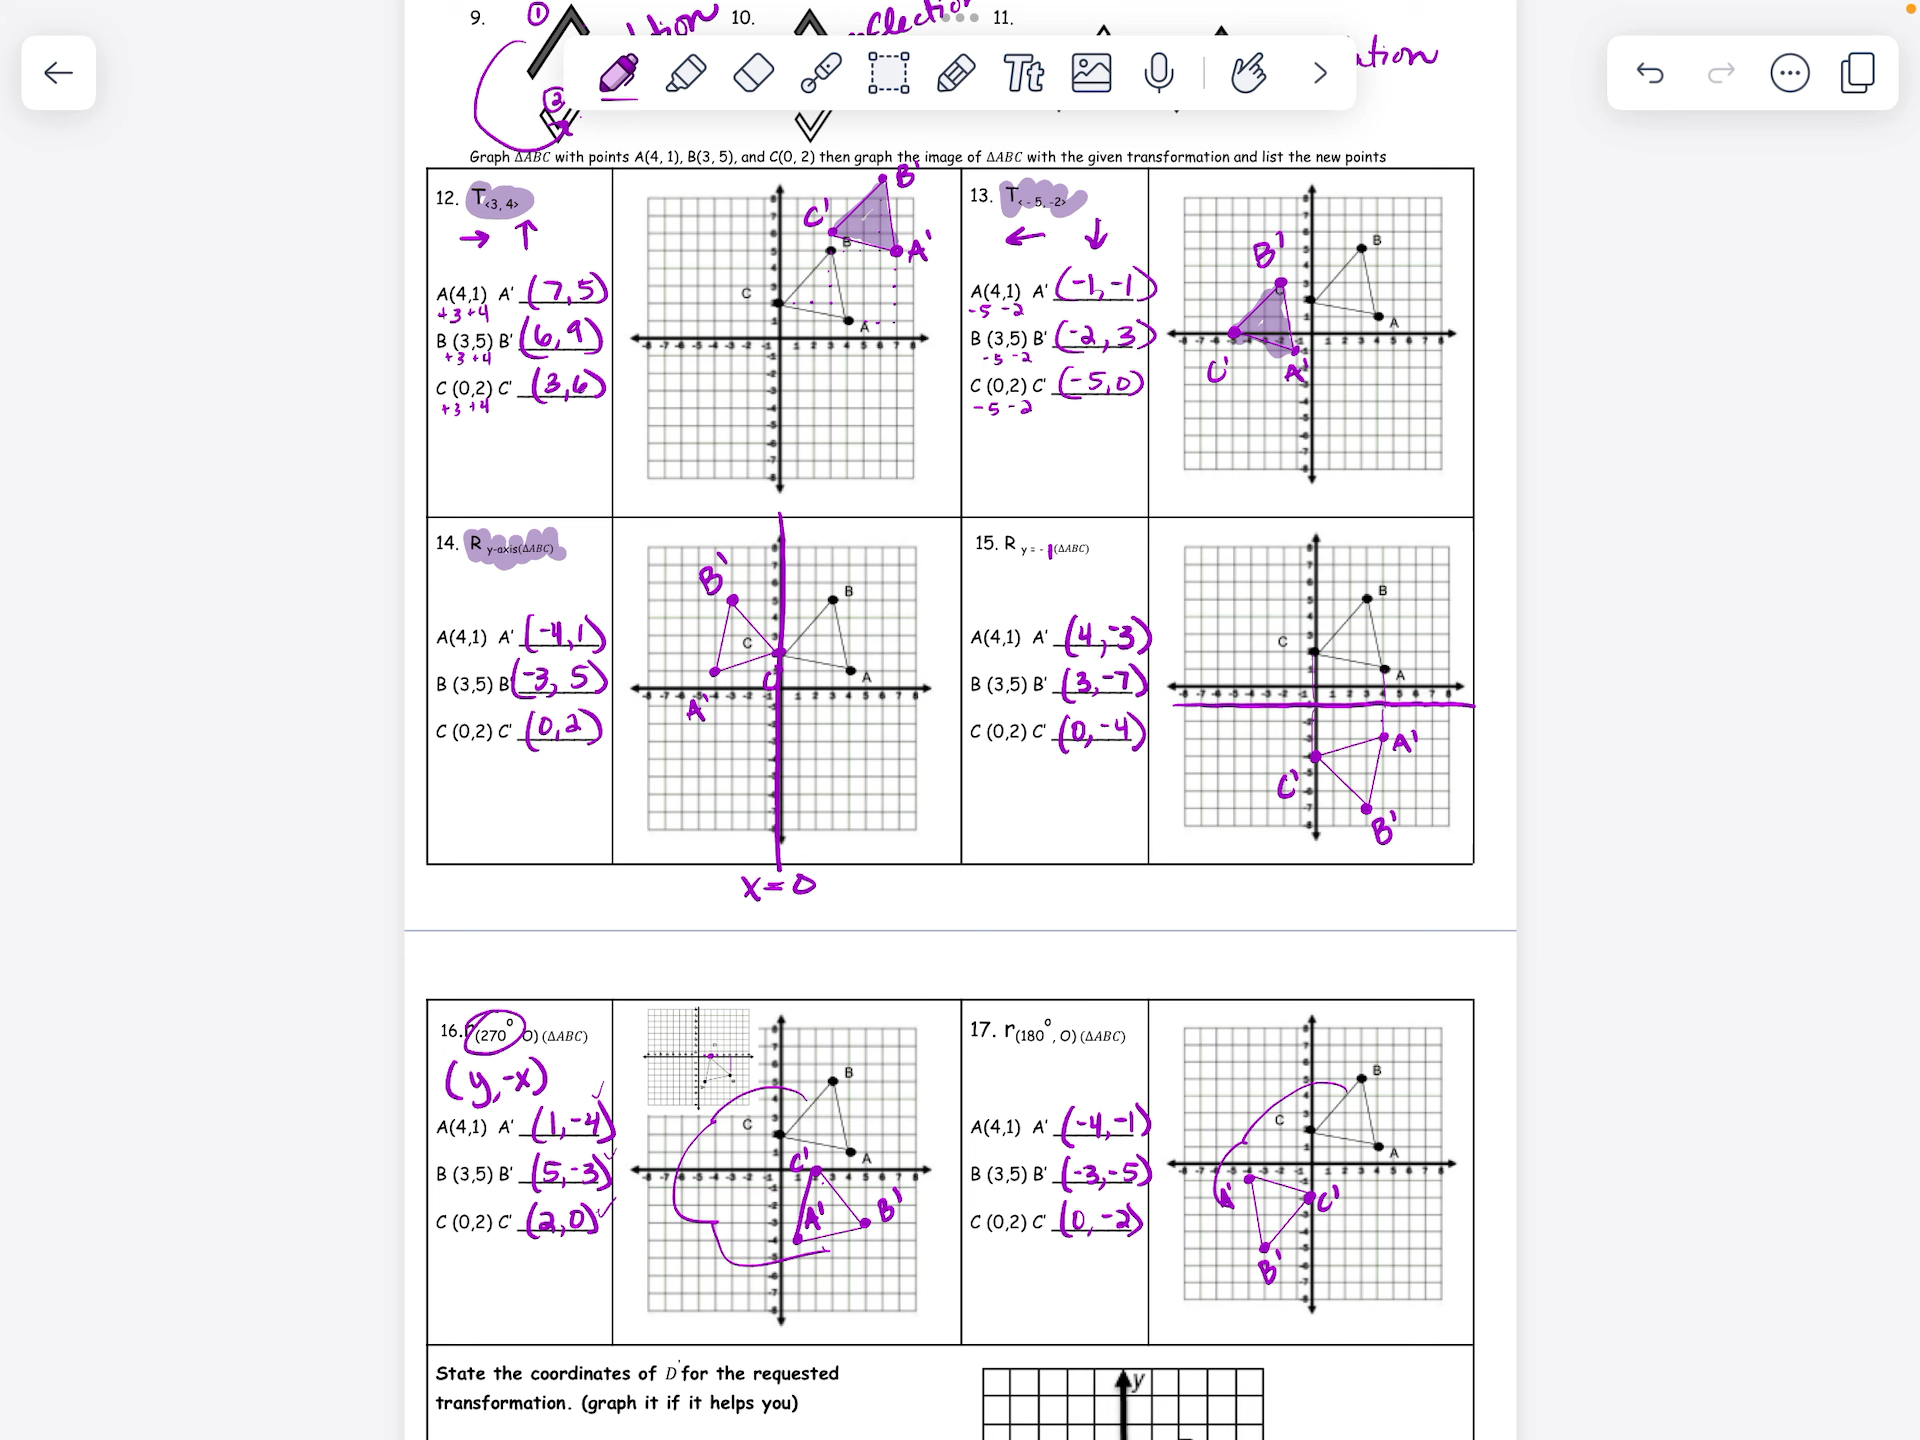 9. ① 10. 11.
②
Graph ΔABC with points A(4, 1), B(3, 5), and C(0, 2) then graph the image of ΔABC with the given transformation and list the new points
12. T<3, 4>
→ ↑
A(4,1) A' (7,5)
+3 +4
B (3,5) B' (6,9)
+3 +4
C (0,2) C' (3,6)
+3 +4
B'
C'
A'
B
C
A
13. T< - 5, -2>
← ↓
A(4,1) A' (-1,-1)
-5 -2
B (3,5) B' (-2, 3)
-5 -2
C (0,2) C' (-5,0)
-5 -2
B'
B
A
C'
A'
14. R y-axis(ΔABC)
A(4,1) A' (-4,1)
B (3,5) B' (-3, 5)
C (0,2) C' (0,2)
B'
B
C
A
A'
x=0
15. R y = -1(ΔABC)
A(4,1) A' (4,-3)
B (3,5) B' (3,-7)
C (0,2) C' (0,-4)
B
C
A
A'
C'
B'
16. r(270°, O) (ΔABC)
(y,-x)
A(4,1) A' (1,-4)
B (3,5) B' (5,-3)
C (0,2) C' (2,0)
B
C
A
C'
A'
B'
17. r(180°, O) (ΔABC)
A(4,1) A' (-4,-1)
B (3,5) B' (-3,-5)
C (0,2) C' (0,-2)
B
C
A
A'
C'
B'
State the coordinates of D' for the requested
transformation. (graph it if it helps you)
y